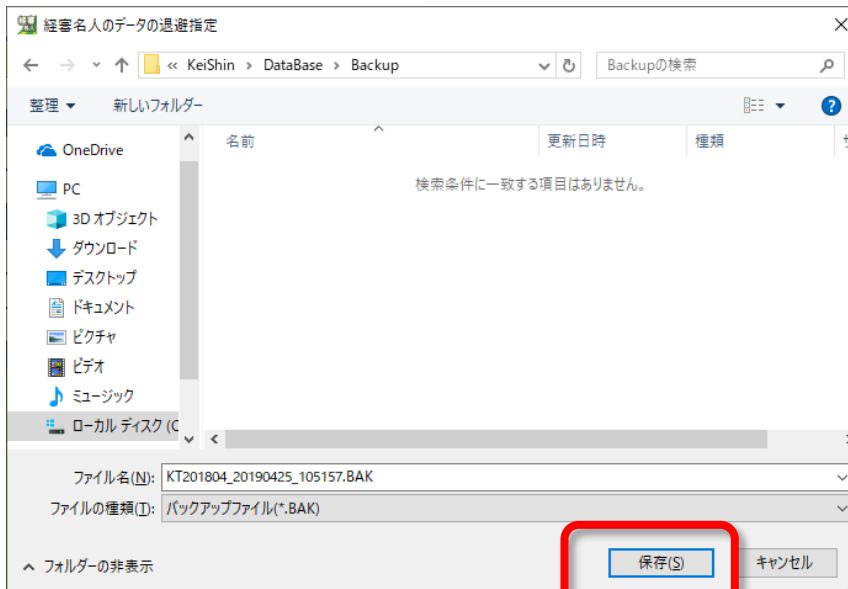 経審名人のデータの退避指定
« KeiShin › DataBase › Backup
Backupの検索
整理
新しいフォルダー
名前
更新日時
種類
検索条件に一致する項目はありません。
OneDrive
PC
3D オブジェクト
ダウンロード
デスクトップ
ドキュメント
ピクチャ
ビデオ
ミュージック
ローカル ディスク (C
ファイル名(N): KT201804_20190425_105157.BAK
ファイルの種類(T): バックアップファイル(*.BAK)
フォルダーの非表示
保存(S)
キャンセル